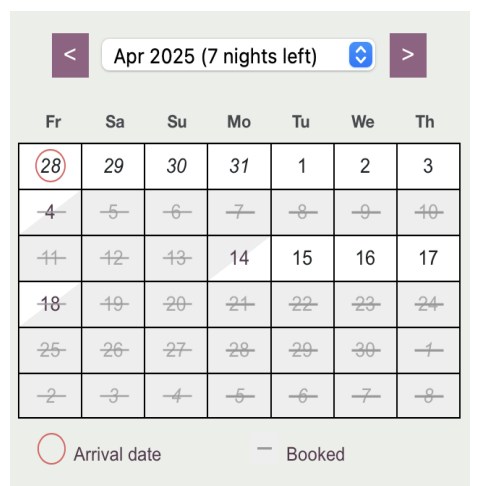 < Apr 2025 (7 nights left) >
Fr Sa Su Mo Tu We Th
28 29 30 31 1 2 3
4 5 6 7 8 9 10
11 12 13 14 15 16 17
18 19 20 21 22 23 24
25 26 27 28 29 30 1
2 3 4 5 6 7 8
Arrival date – Booked